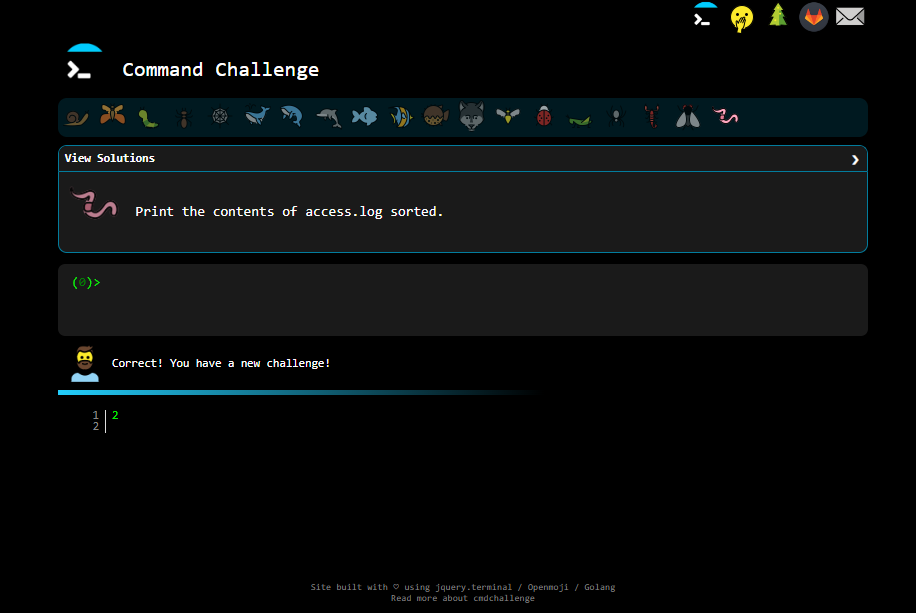 Command Challenge
View Solutions
Print the contents of access.log sorted.
(0)>
Correct! You have a new challenge!
1 2
2
Site built with ♡ using jquery.terminal / Openmoji / Golang
Read more about cmdchallenge